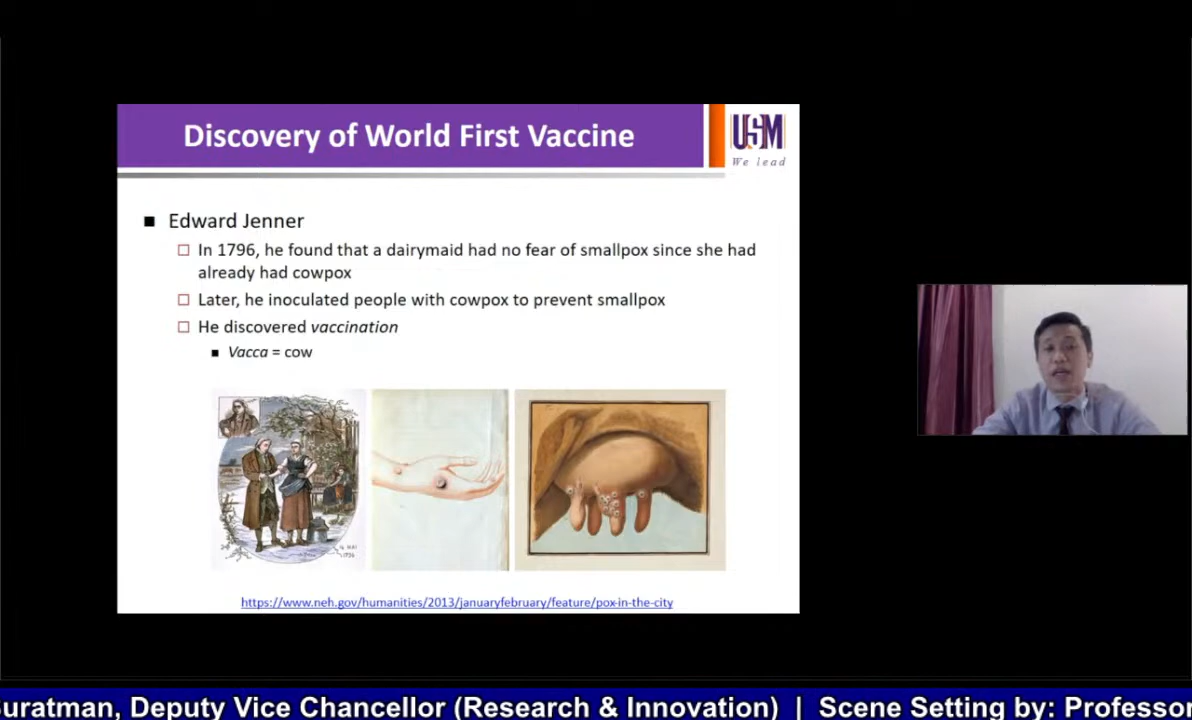 Discovery of World First Vaccine
USM
We lead
■ Edward Jenner
□ In 1796, he found that a dairymaid had no fear of smallpox since she had
already had cowpox
□ Later, he inoculated people with cowpox to prevent smallpox
□ He discovered vaccination
■ Vacca = cow
https://www.neh.gov/humanities/2013/januaryfebruary/feature/pox-in-the-city
uratman, Deputy Vice Chancellor (Research & Innovation) | Scene Setting by: Professor